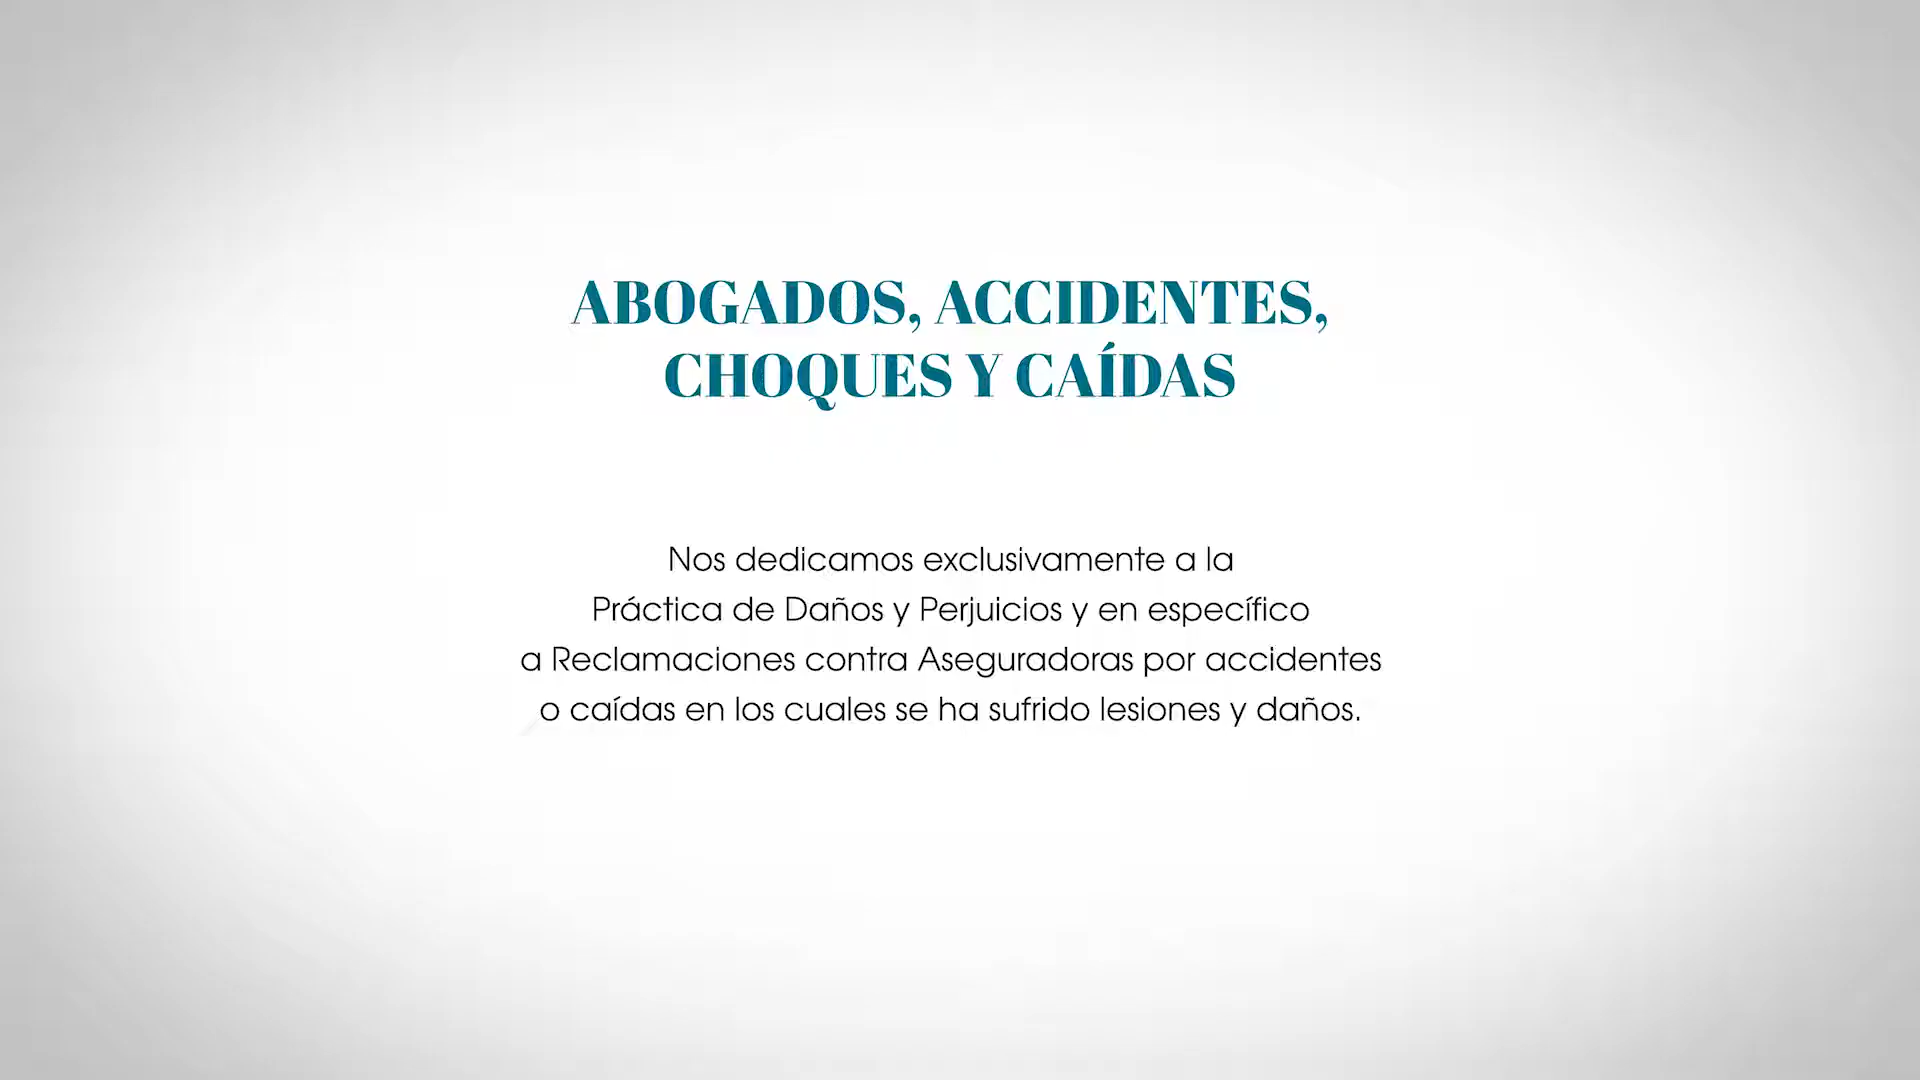 ABOGADOS, ACCIDENTES,
CHOQUES Y CAÍDAS
Nos dedicamos exclusivamente a la
Práctica de Daños y Perjuicios y en específico
a Reclamaciones contra Aseguradoras por accidentes
o caídas en los cuales se ha sufrido lesiones y daños.